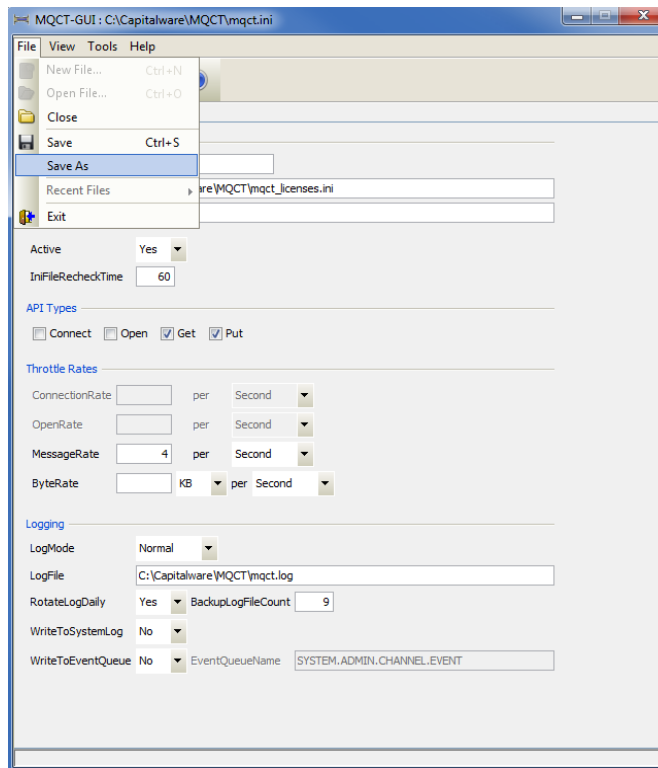 MQCT-GUI : C:\Capitalware\MQCT\mqct.ini
File View Tools Help
New File... Ctrl+N
Open File... Ctrl+O
Close
Save Ctrl+S
Save As
Recent Files
Exit
are\MQCT\mqct_licenses.ini
Active Yes
IniFileRecheckTime 60
API Types
Connect Open Get Put
Throttle Rates
ConnectionRate per Second
OpenRate per Second
MessageRate 4 per Second
ByteRate KB per Second
Logging
LogMode Normal
LogFile C:\Capitalware\MQCT\mqct.log
RotateLogDaily Yes BackupLogFileCount 9
WriteToSystemLog No
WriteToEventQueue No EventQueueName SYSTEM.ADMIN.CHANNEL.EVENT